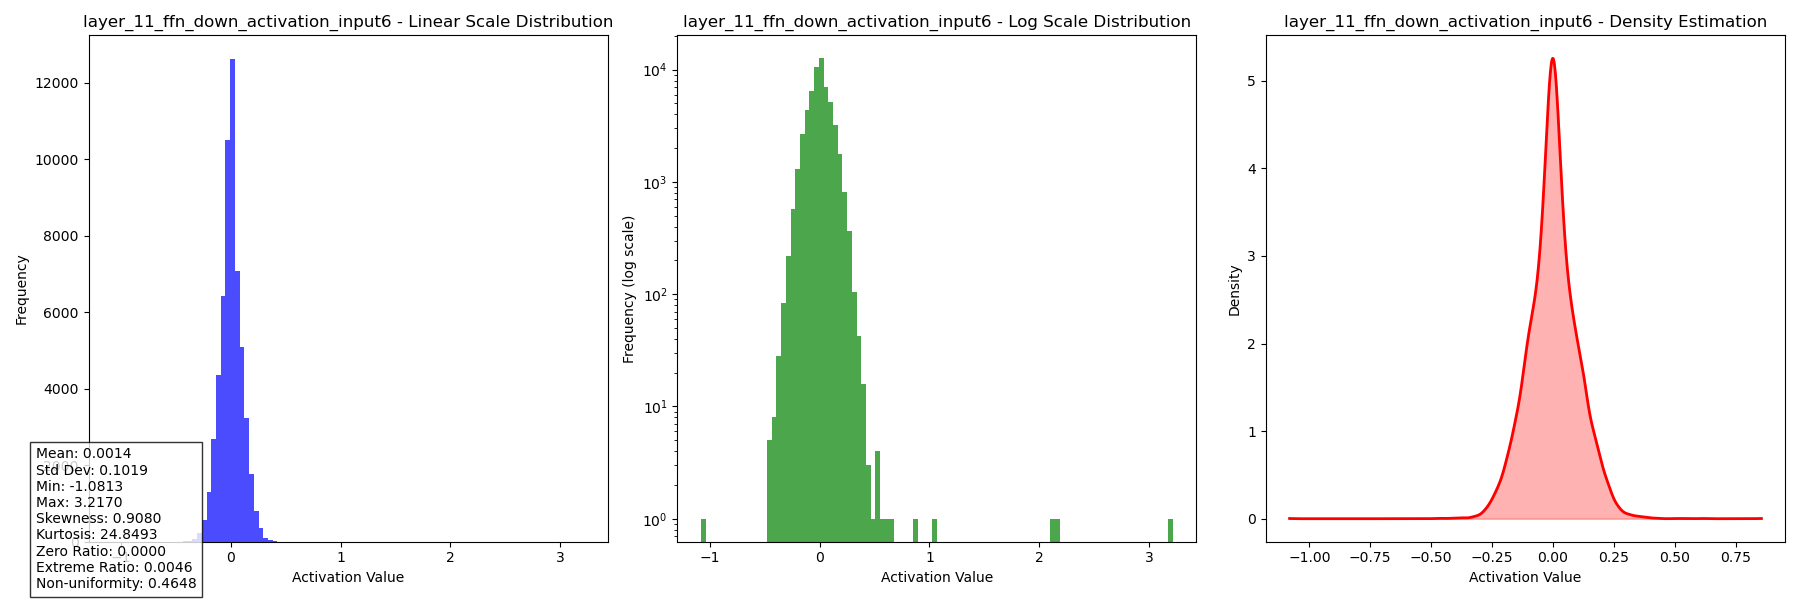 layer_11_ffn_down_activation_input6 - Linear Scale Distribution
Frequency
12000
10000
8000
6000
4000
0
1
2
3
Activation Value
Mean: 0.0014
Std Dev: 0.1019
Min: -1.0813
Max: 3.2170
Skewness: 0.9080
Kurtosis: 24.8493
Zero Ratio: 0.0000
Extreme Ratio: 0.0046
Non-uniformity: 0.4648
layer_11_ffn_down_activation_input6 - Log Scale Distribution
Frequency (log scale)
10⁴
10³
10²
10¹
10⁰
−1
0
1
2
3
Activation Value
layer_11_ffn_down_activation_input6 - Density Estimation
Density
5
4
3
2
1
0
−1.00
−0.75
−0.50
−0.25
0.00
0.25
0.50
0.75
Activation Value